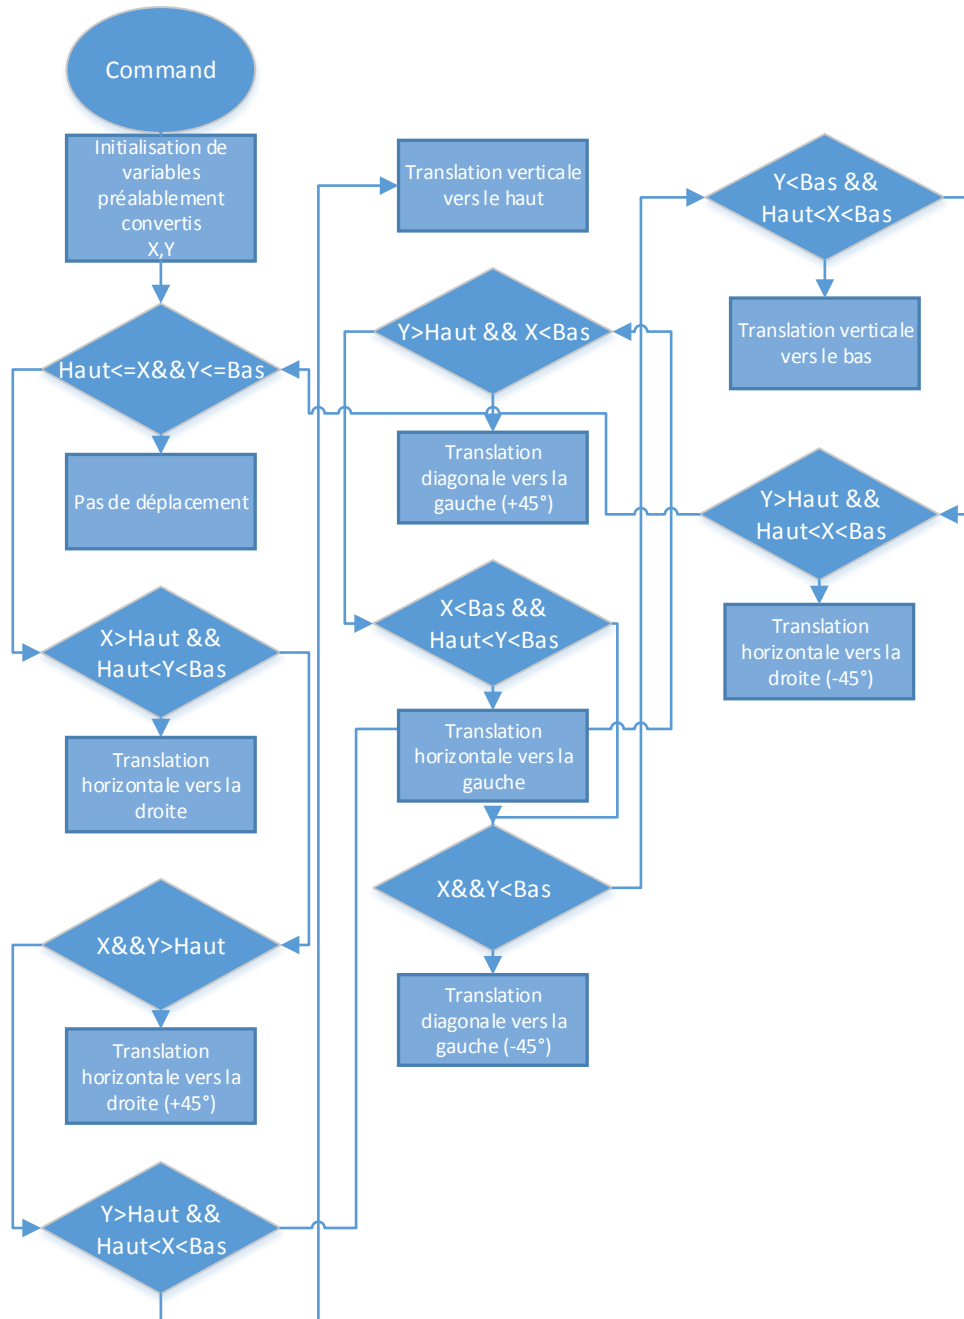 Command
Initialisation de
variables
préalablement
convertis
X,Y
Haut<=X&&Y<=Bas
Pas de déplacement
X>Haut &&
Haut<Y<Bas
Translation
horizontale vers la
droite
X&&Y>Haut
Translation
horizontale vers la
droite (+45°)
Y>Haut &&
Haut<X<Bas
Translation verticale
vers le haut
Y>Haut && X<Bas
Translation
diagonale vers la
gauche (+45°)
X<Bas &&
Haut<Y<Bas
Translation
horizontale vers la
gauche
X&&Y<Bas
Translation
diagonale vers la
gauche (-45°)
Y<Bas &&
Haut<X<Bas
Translation verticale
vers le bas
Y>Haut &&
Haut<X<Bas
Translation
horizontale vers la
droite (-45°)